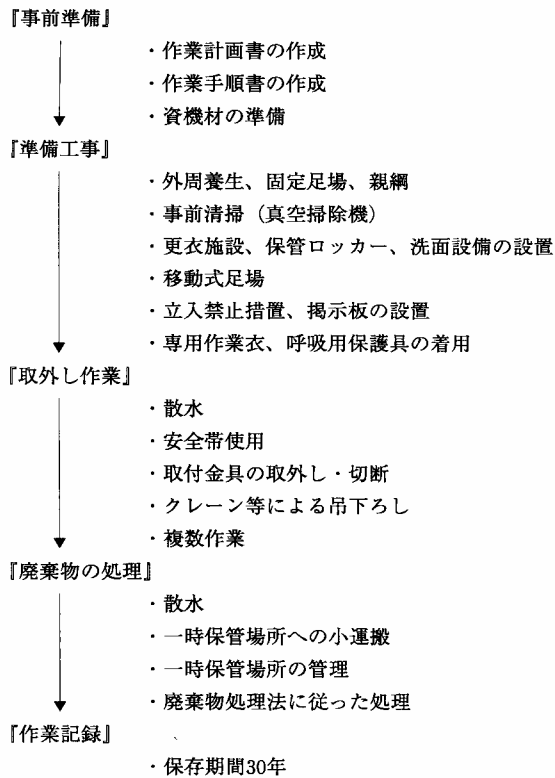 『事前準備』
・作業計画書の作成
・作業手順書の作成
・資機材の準備
『準備工事』
・外周養生、固定足場、親綱
・事前清掃（真空掃除機）
・更衣施設、保管ロッカー、洗面設備の設置
・移動式足場
・立入禁止措置、掲示板の設置
・専用作業衣、呼吸用保護具の着用
『取外し作業』
・散水
・安全帯使用
・取付金具の取外し・切断
・クレーン等による吊下ろし
・複数作業
『廃棄物の処理』
・散水
・一時保管場所への小運搬
・一時保管場所の管理
・廃棄物処理法に従った処理
『作業記録』
・保存期間30年